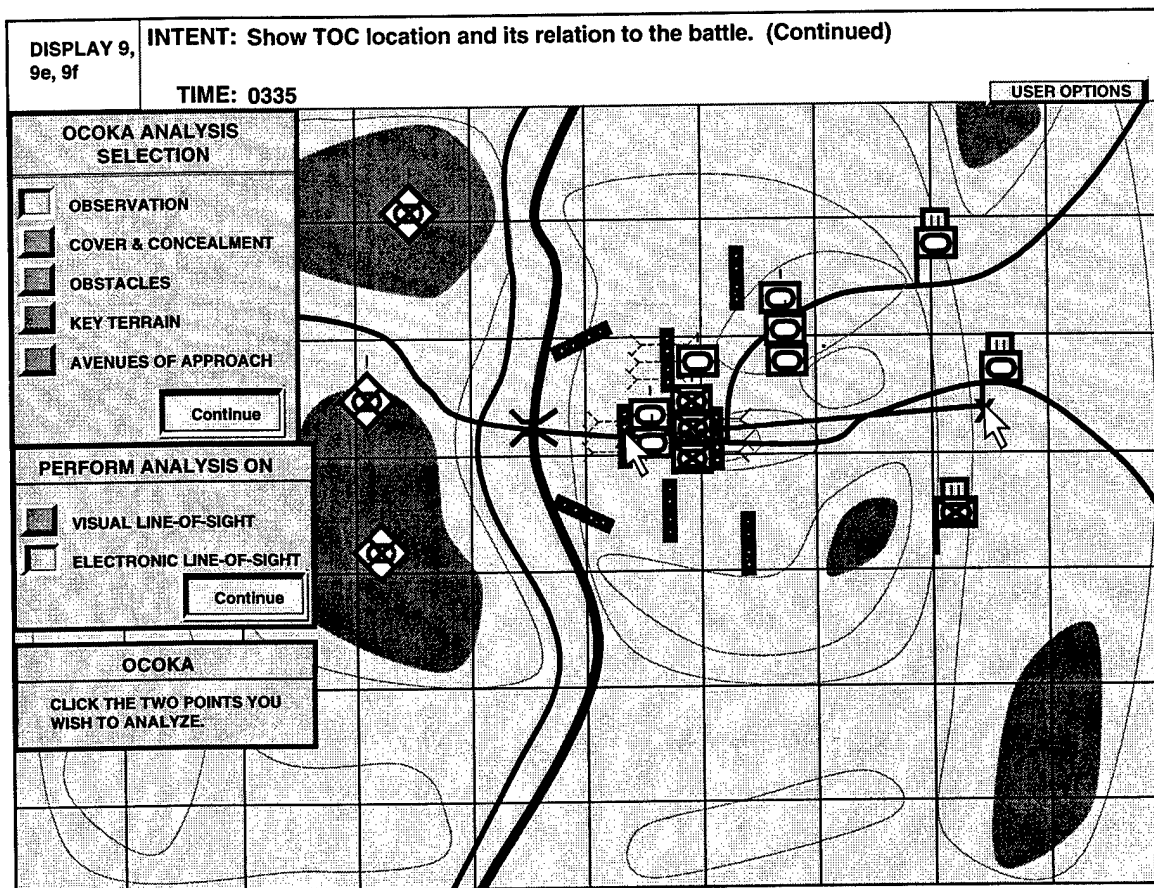 DISPLAY 9,
9e, 9f
INTENT: Show TOC location and its relation to the battle. (Continued)
TIME: 0335
USER OPTIONS
OCOKA ANALYSIS
SELECTION
OBSERVATION
COVER & CONCEALMENT
OBSTACLES
KEY TERRAIN
AVENUES OF APPROACH
Continue
PERFORM ANALYSIS ON
VISUAL LINE-OF-SIGHT
ELECTRONIC LINE-OF-SIGHT
Continue
OCOKA
CLICK THE TWO POINTS YOU
WISH TO ANALYZE.